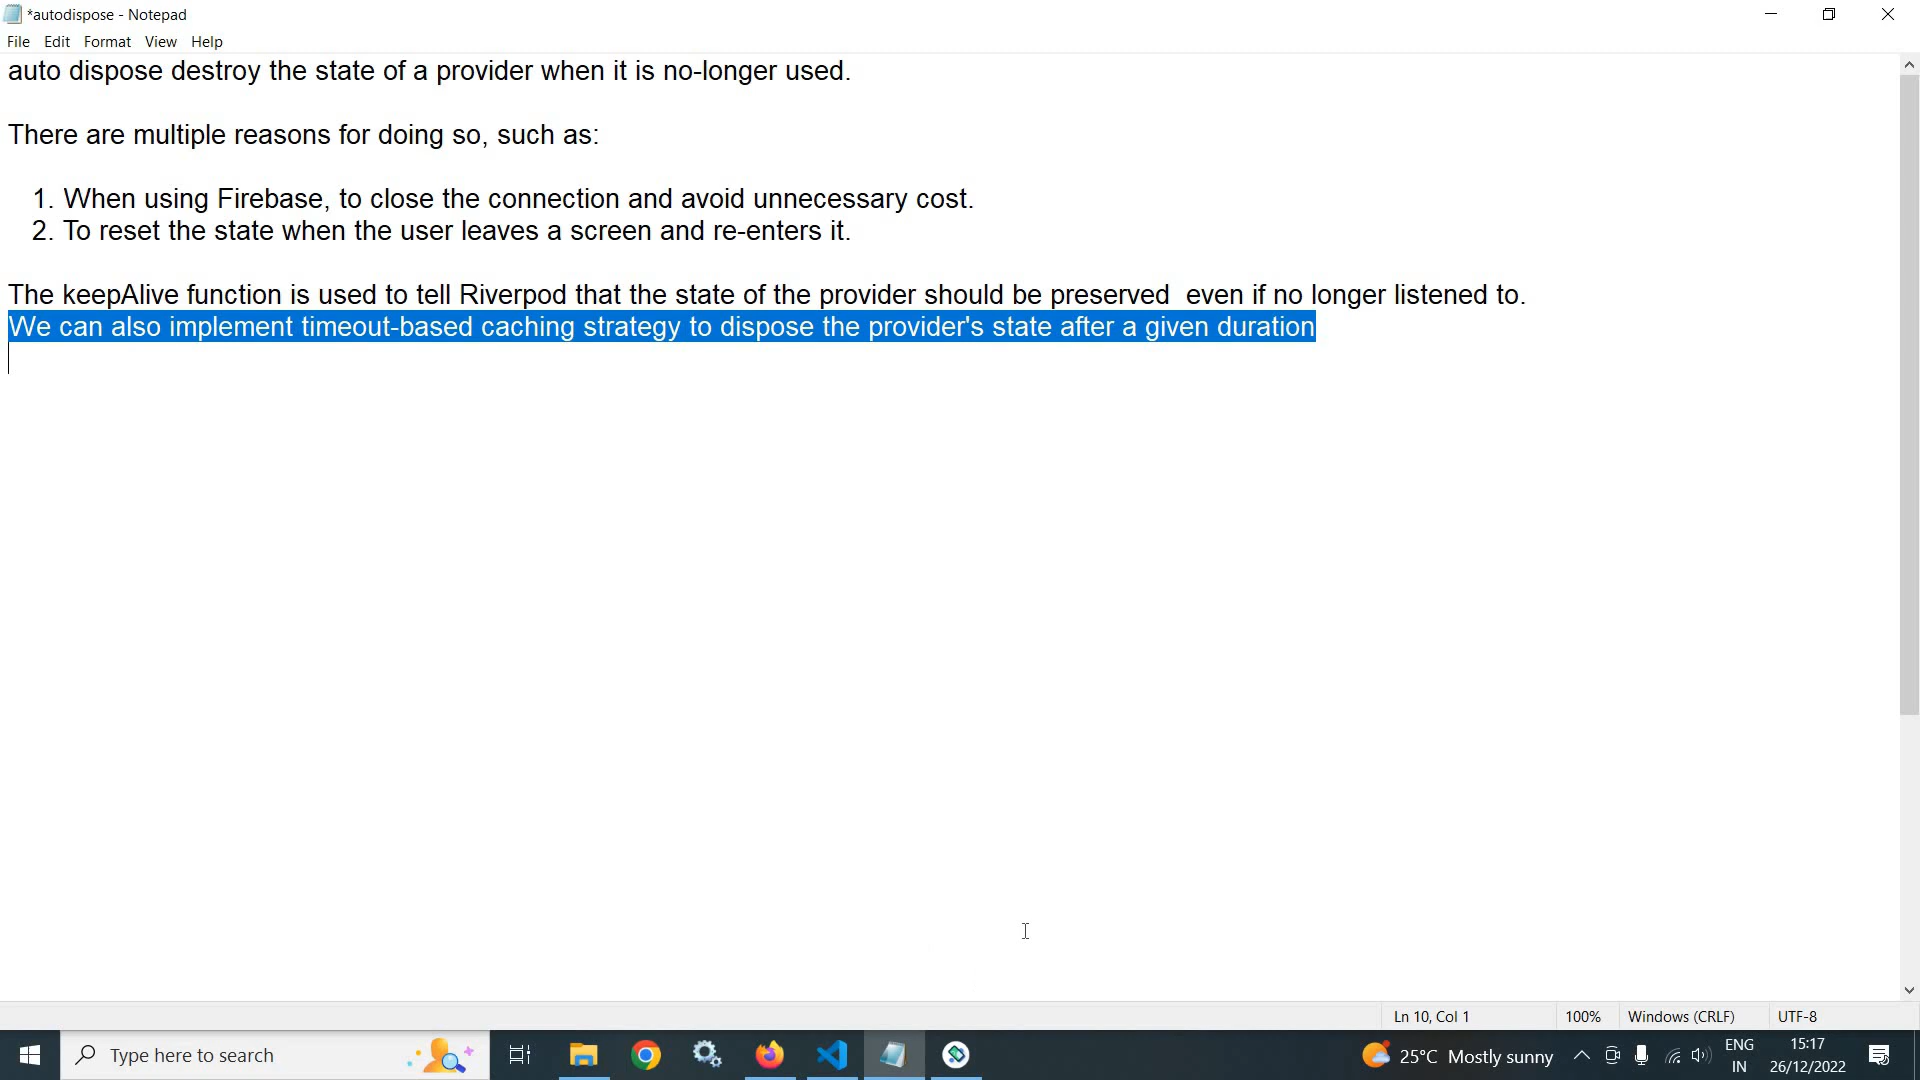 *autodispose - Notepad
File Edit Format View Help
auto dispose destroy the state of a provider when it is no-longer used.
There are multiple reasons for doing so, such as:
1. When using Firebase, to close the connection and avoid unnecessary cost.
2. To reset the state when the user leaves a screen and re-enters it.
The keepAlive function is used to tell Riverpod that the state of the provider should be preserved  even if no longer listened to.
We can also implement timeout-based caching strategy to dispose the provider's state after a given duration
Ln 10, Col 1 100% Windows (CRLF) UTF-8
Type here to search 25°C Mostly sunny ENG 15:17
IN 26/12/2022